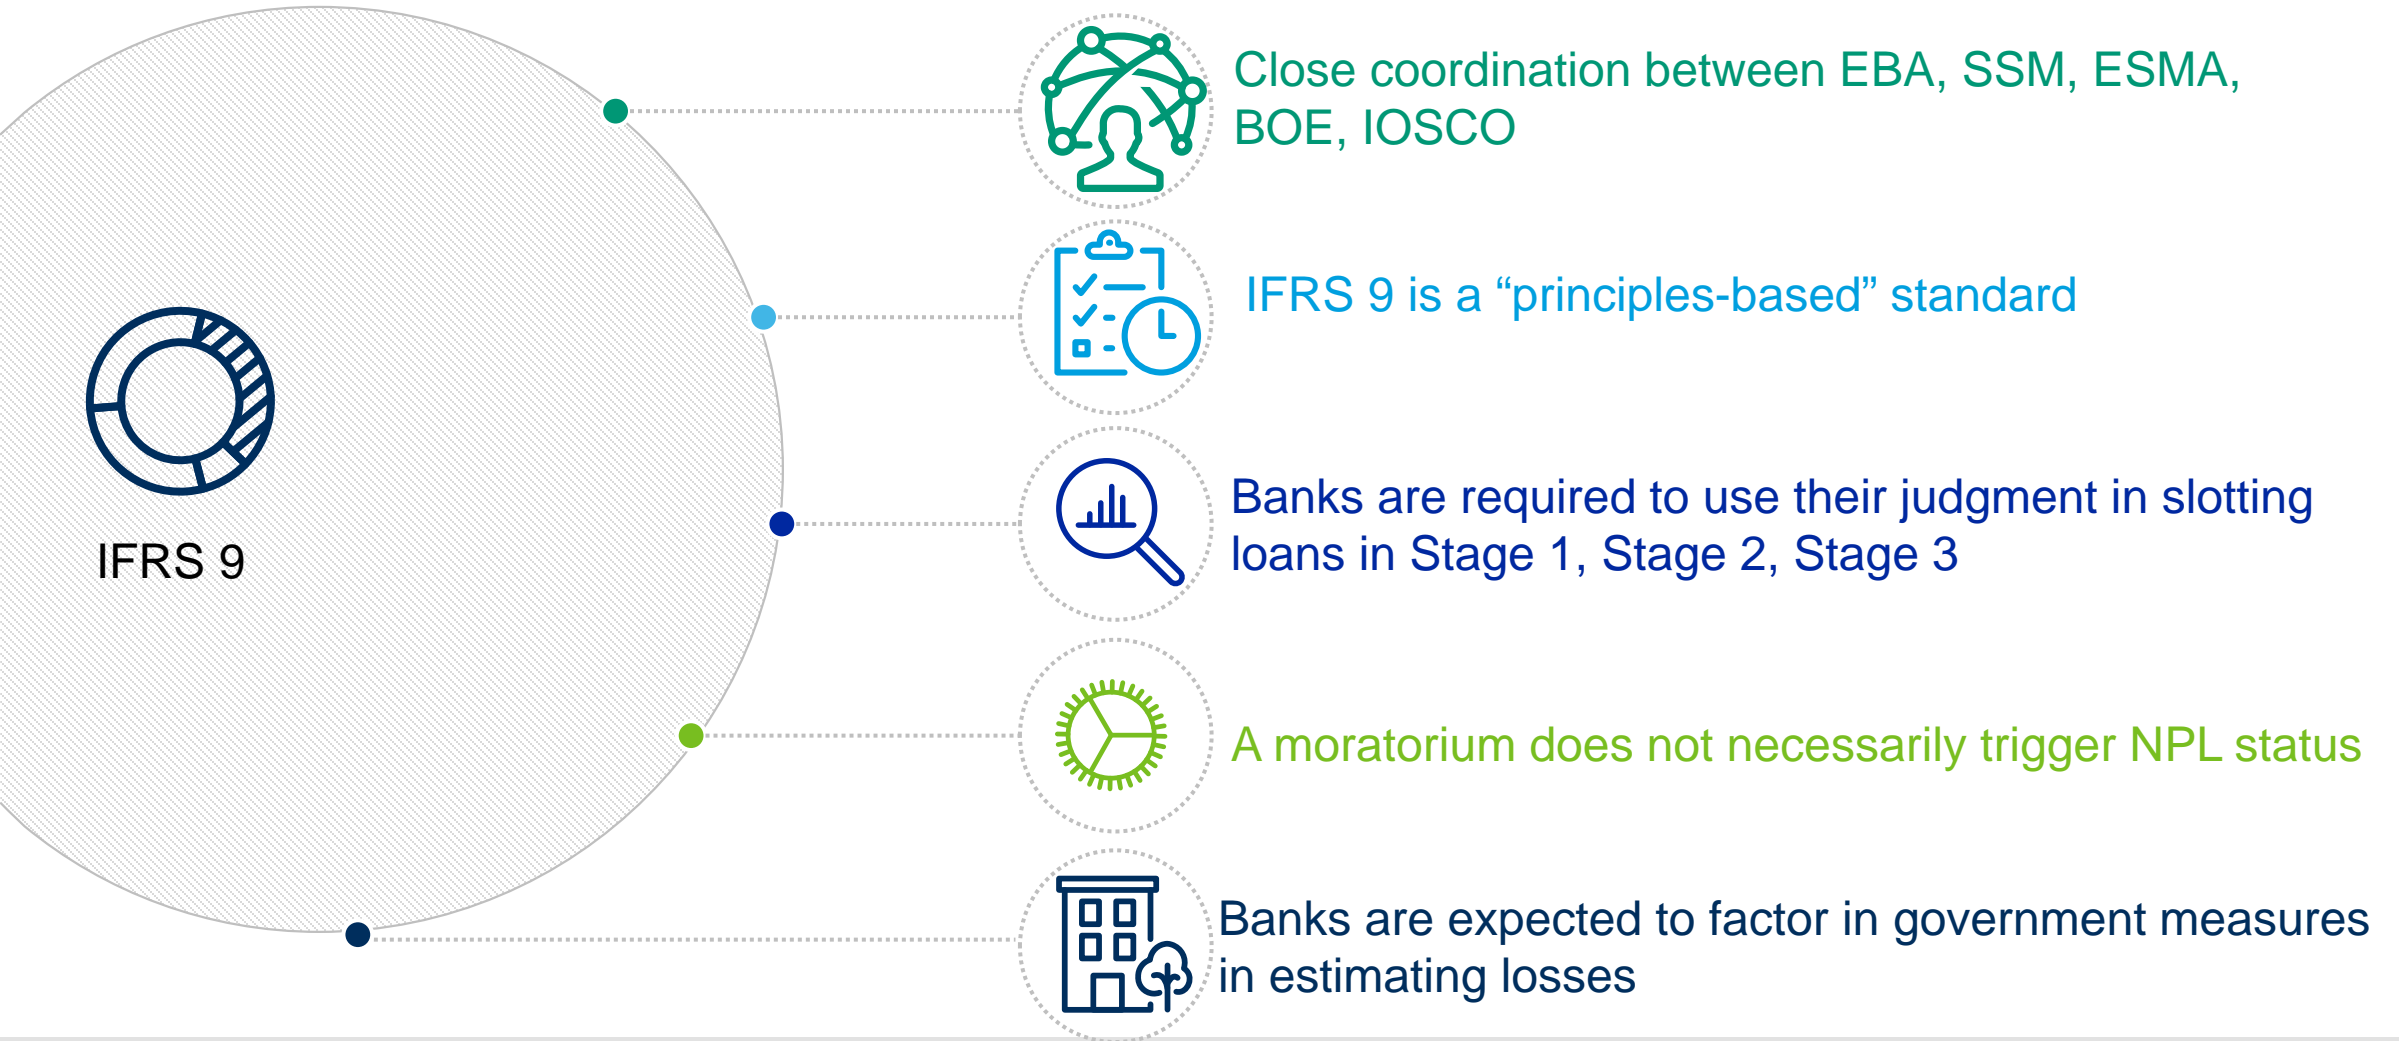 IFRS 9
Close coordination between EBA, SSM, ESMA,
BOE, IOSCO
IFRS 9 is a “principles-based” standard
Banks are required to use their judgment in slotting
loans in Stage 1, Stage 2, Stage 3
A moratorium does not necessarily trigger NPL status
Banks are expected to factor in government measures
in estimating losses